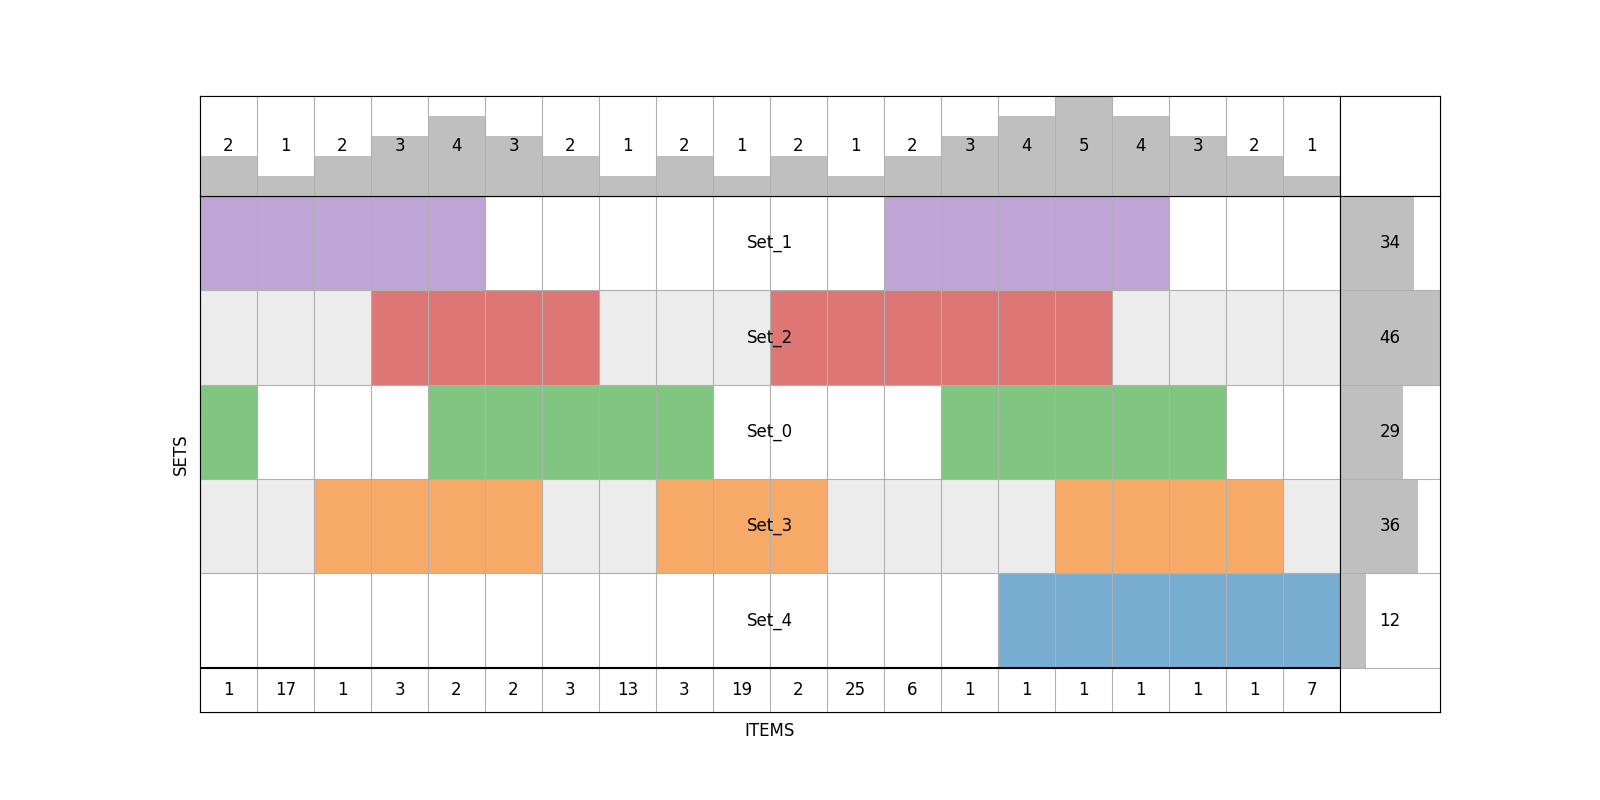 2 1 2 3 4 3 2 1 2 1 2 1 2 3 4 5 4 3 2 1
Set_1 34
Set_2 46
Set_0 29
Set_3 36
Set_4 12
1 17 1 3 2 2 3 13 3 19 2 25 6 1 1 1 1 1 1 7
SETS
ITEMS